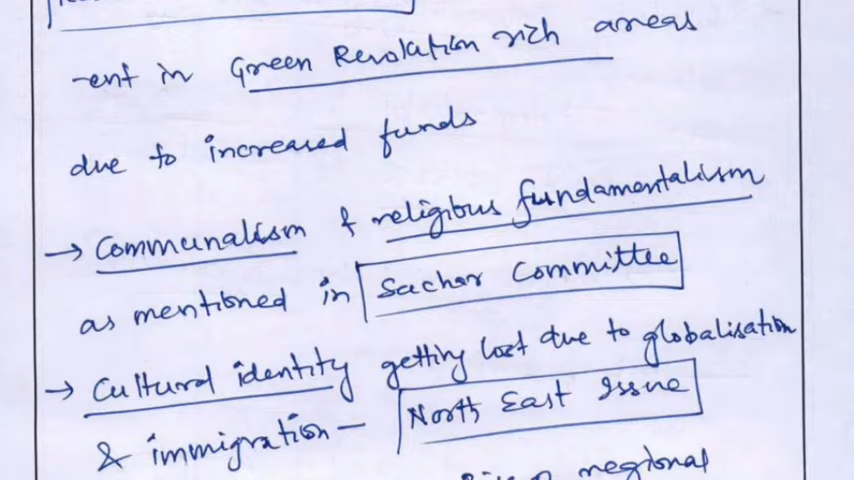 -ent in Green Revolution rich areas
due to increased funds
→ Communalism & religious fundamentalism
as mentioned in Sachar Committee
→ Cultural identity getting lost due to globalisation
& immigration – North East Issue
regional